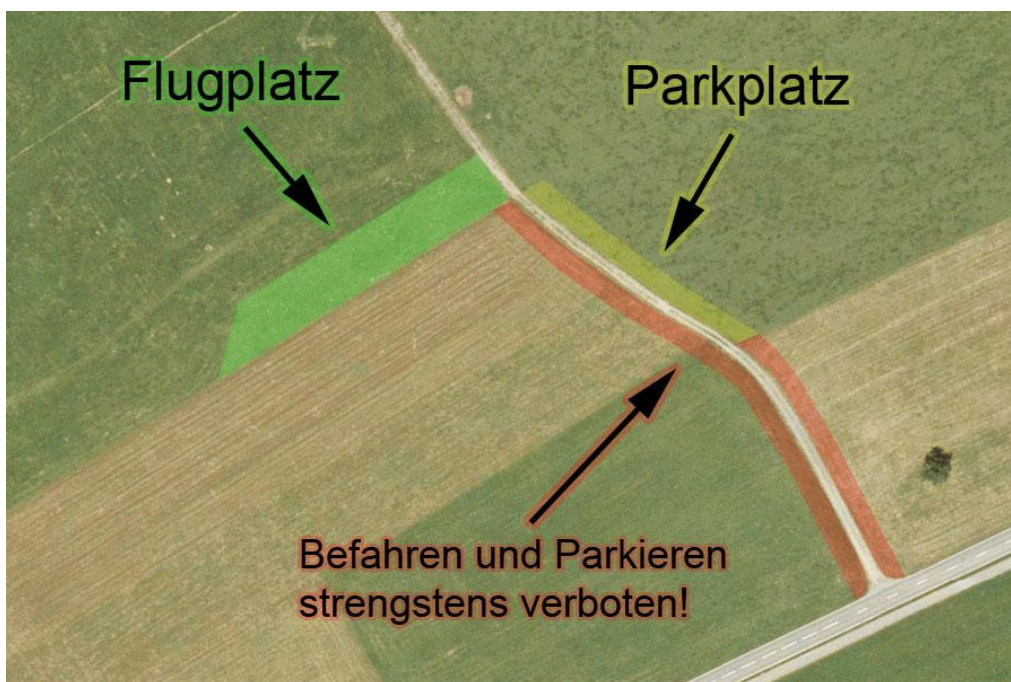 Flugplatz
Parkplatz
Befahren und Parkieren
strengstens verboten!